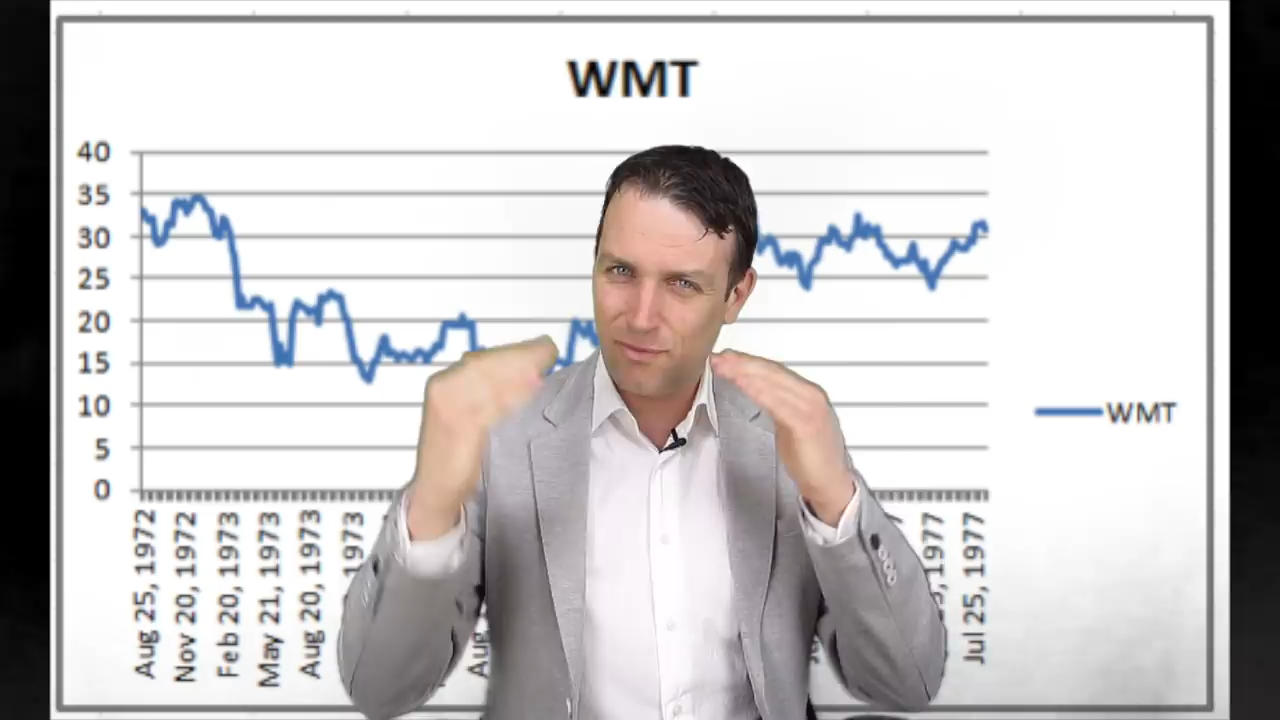 WMT
40
35
30
25
20
15
10
5
0
WMT
Aug 25, 1972
Nov 20, 1972
Feb 20, 1973
May 21, 1973
Aug 20, 1973
1973
1977
Jul 25, 1977